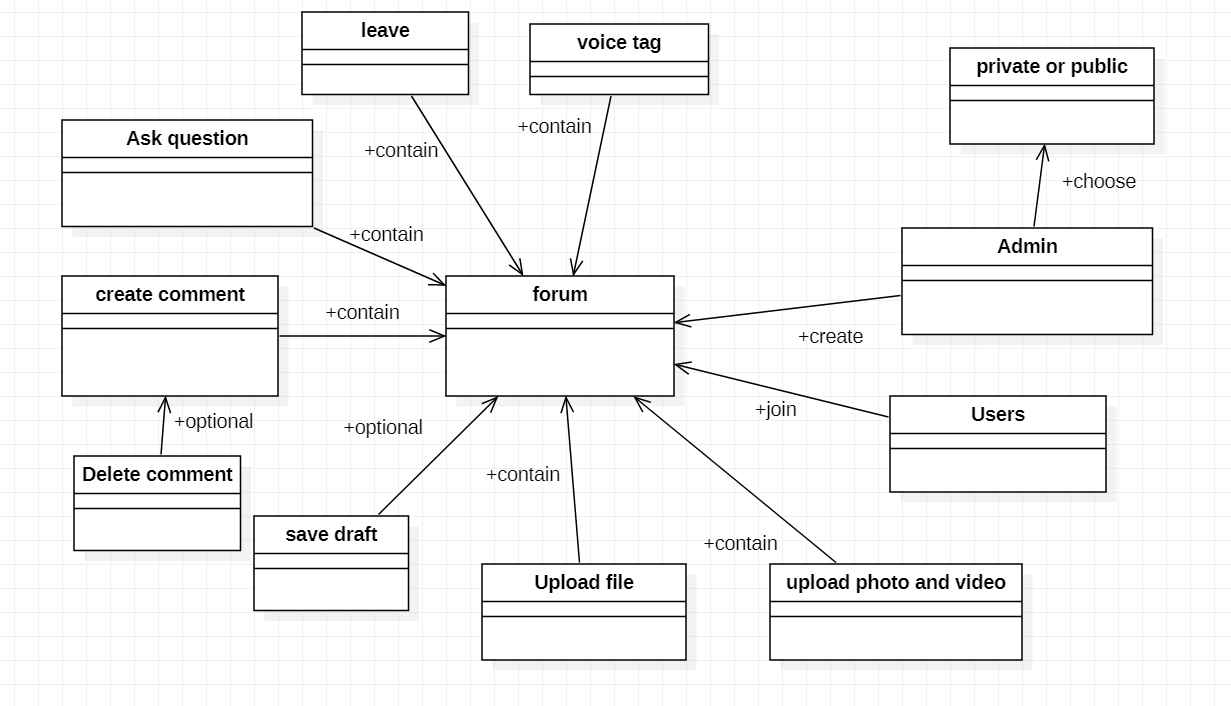 leave
voice tag
private or public
+contain
+contain
Ask question
+choose
+contain
Admin
create comment
+contain
forum
+create
+optional
+optional
+join
Users
Delete comment
+contain
save draft
+contain
Upload file
upload photo and video